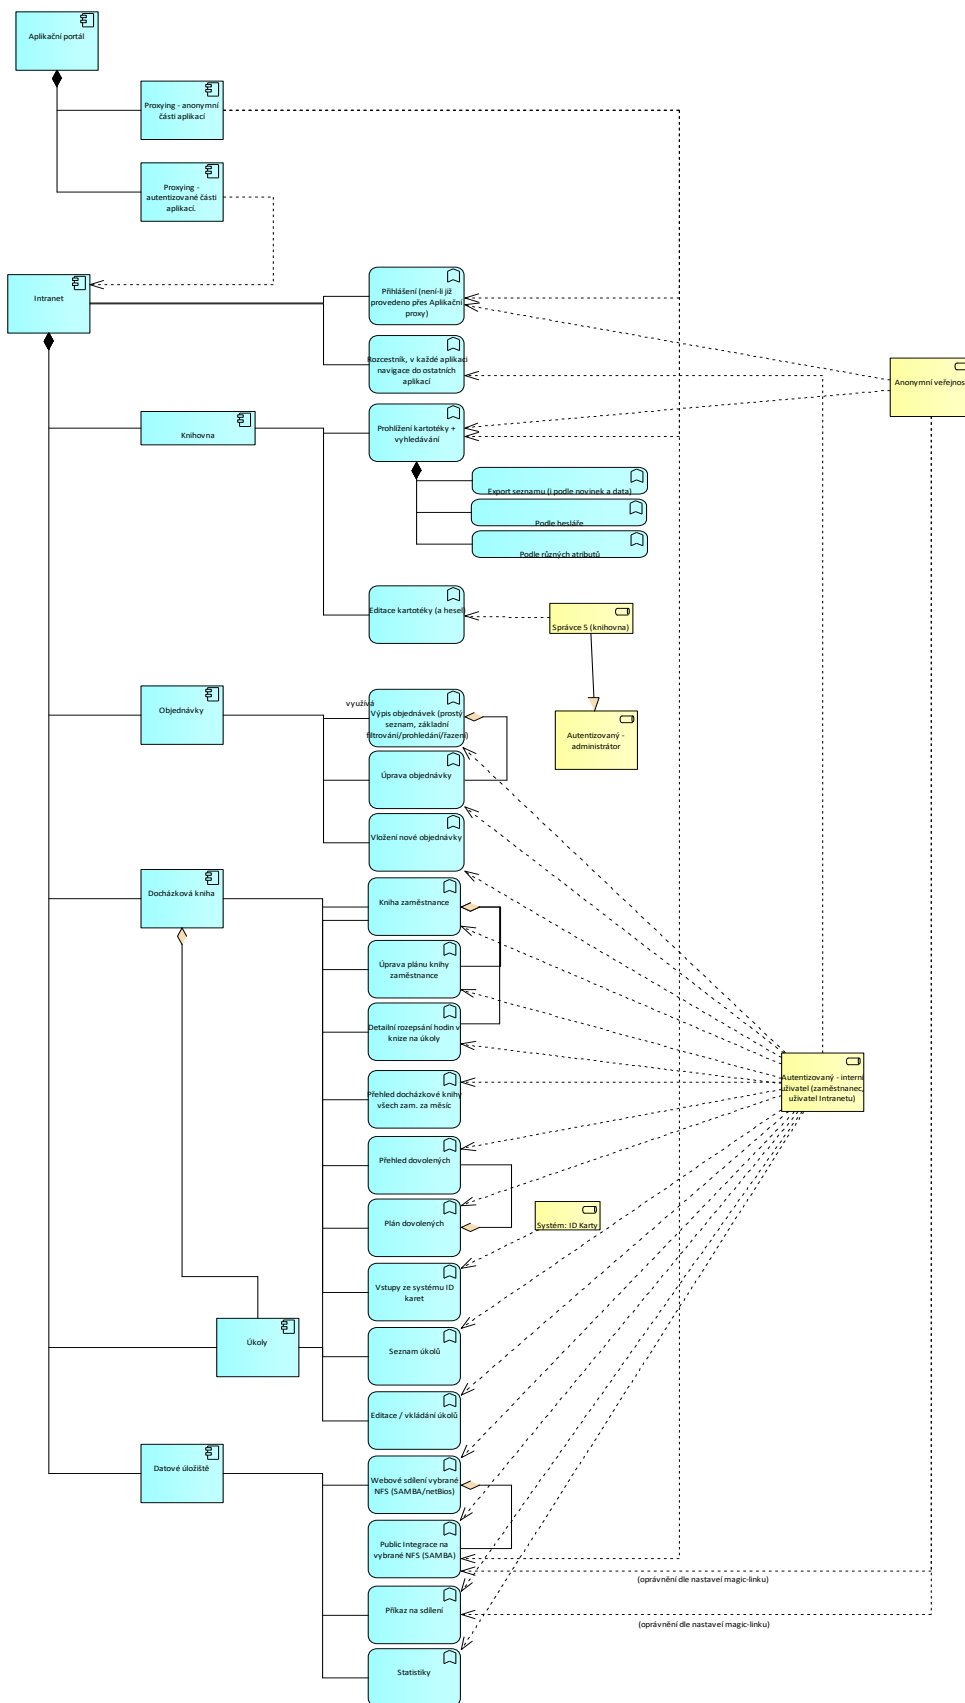 Aplikační portál
Proxying - anonymní
části aplikací
Proxying -
autentizované části
aplikací.
Intranet
Přihlášení (není-li již
provedeno přes Aplikační
proxy)
Rozcestník, v každé aplikaci
navigace do ostatních
aplikací
Anonymní veřejnos
Knihovna
Prohlížení kartotéky +
vyhledávání
Export seznamu (i podle novinek a data)
Podle hesláře
Podle různých atributů
Editace kartotéky (a hesel)
Správce 5 (knihovna)
Autentizovaný -
administrátor
Objednávky
využívá
Výpis objednávek (prostý
seznam, základní
filtrování/prohledání/řazení)
Úprava objednávky
Vložení nové objednávky
Docházková kniha
Kniha zaměstnance
Úprava plánu knihy
zaměstnance
Detailní rozepsání hodin v
knize na úkoly
Přehled docházkové knihy
všech zam. za měsíc
Autentizovaný - interní
uživatel (zaměstnanec,
uživatel Intranetu)
Přehled dovolených
Plán dovolených
Systém: ID Karty
Vstupy ze systému ID
karet
Úkoly
Seznam úkolů
Editace / vkládání úkolů
Datové úložiště
Webové sdílení vybrané
NFS (SAMBA/netBios)
Public Integrace na
vybrané NFS (SAMBA)
(oprávnění dle nastaveí magic-linku)
Příkaz na sdílení
(oprávnění dle nastaveí magic-linku)
Statistiky